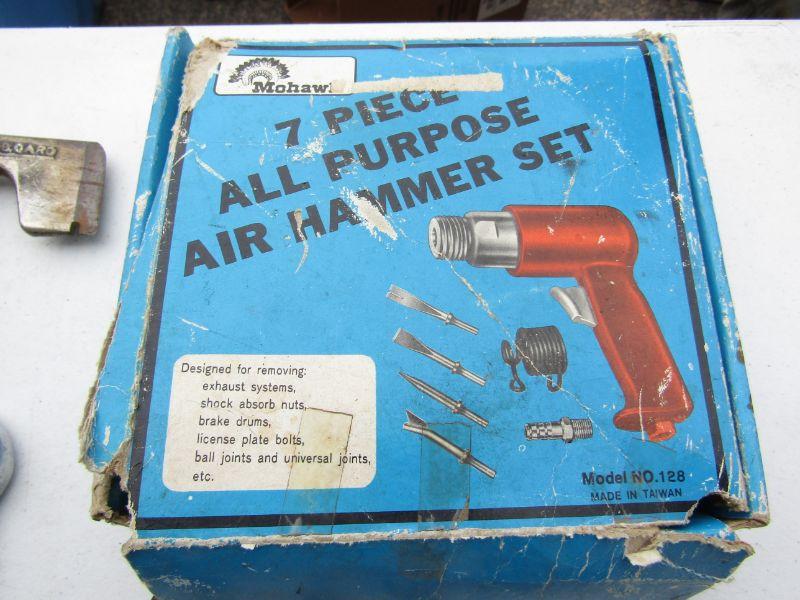 Mohawk
7 PIECE
ALL PURPOSE
AIR HAMMER SET
Designed for removing:
exhaust systems,
shock absorb nuts,
brake drums,
license plate bolts,
ball joints and universal joints,
etc.
Model NO.128
MADE IN TAIWAN